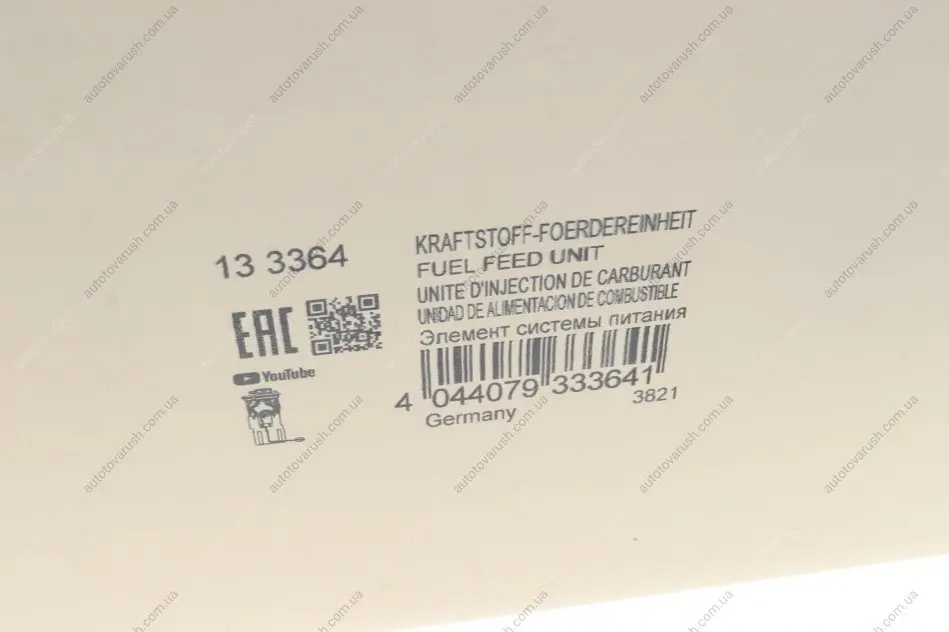 13 3364
KRAFTSTOFF-FOERDEREINHEIT
FUEL FEED UNIT
UNITE D'INJECTION DE CARBURANT
UNIDAD DE ALIMENTACION DE COMBUSTIBLE
Элемент системы питания
EAC
YouTube
4 044079 333641
Germany
3821
autotovarush.com.ua